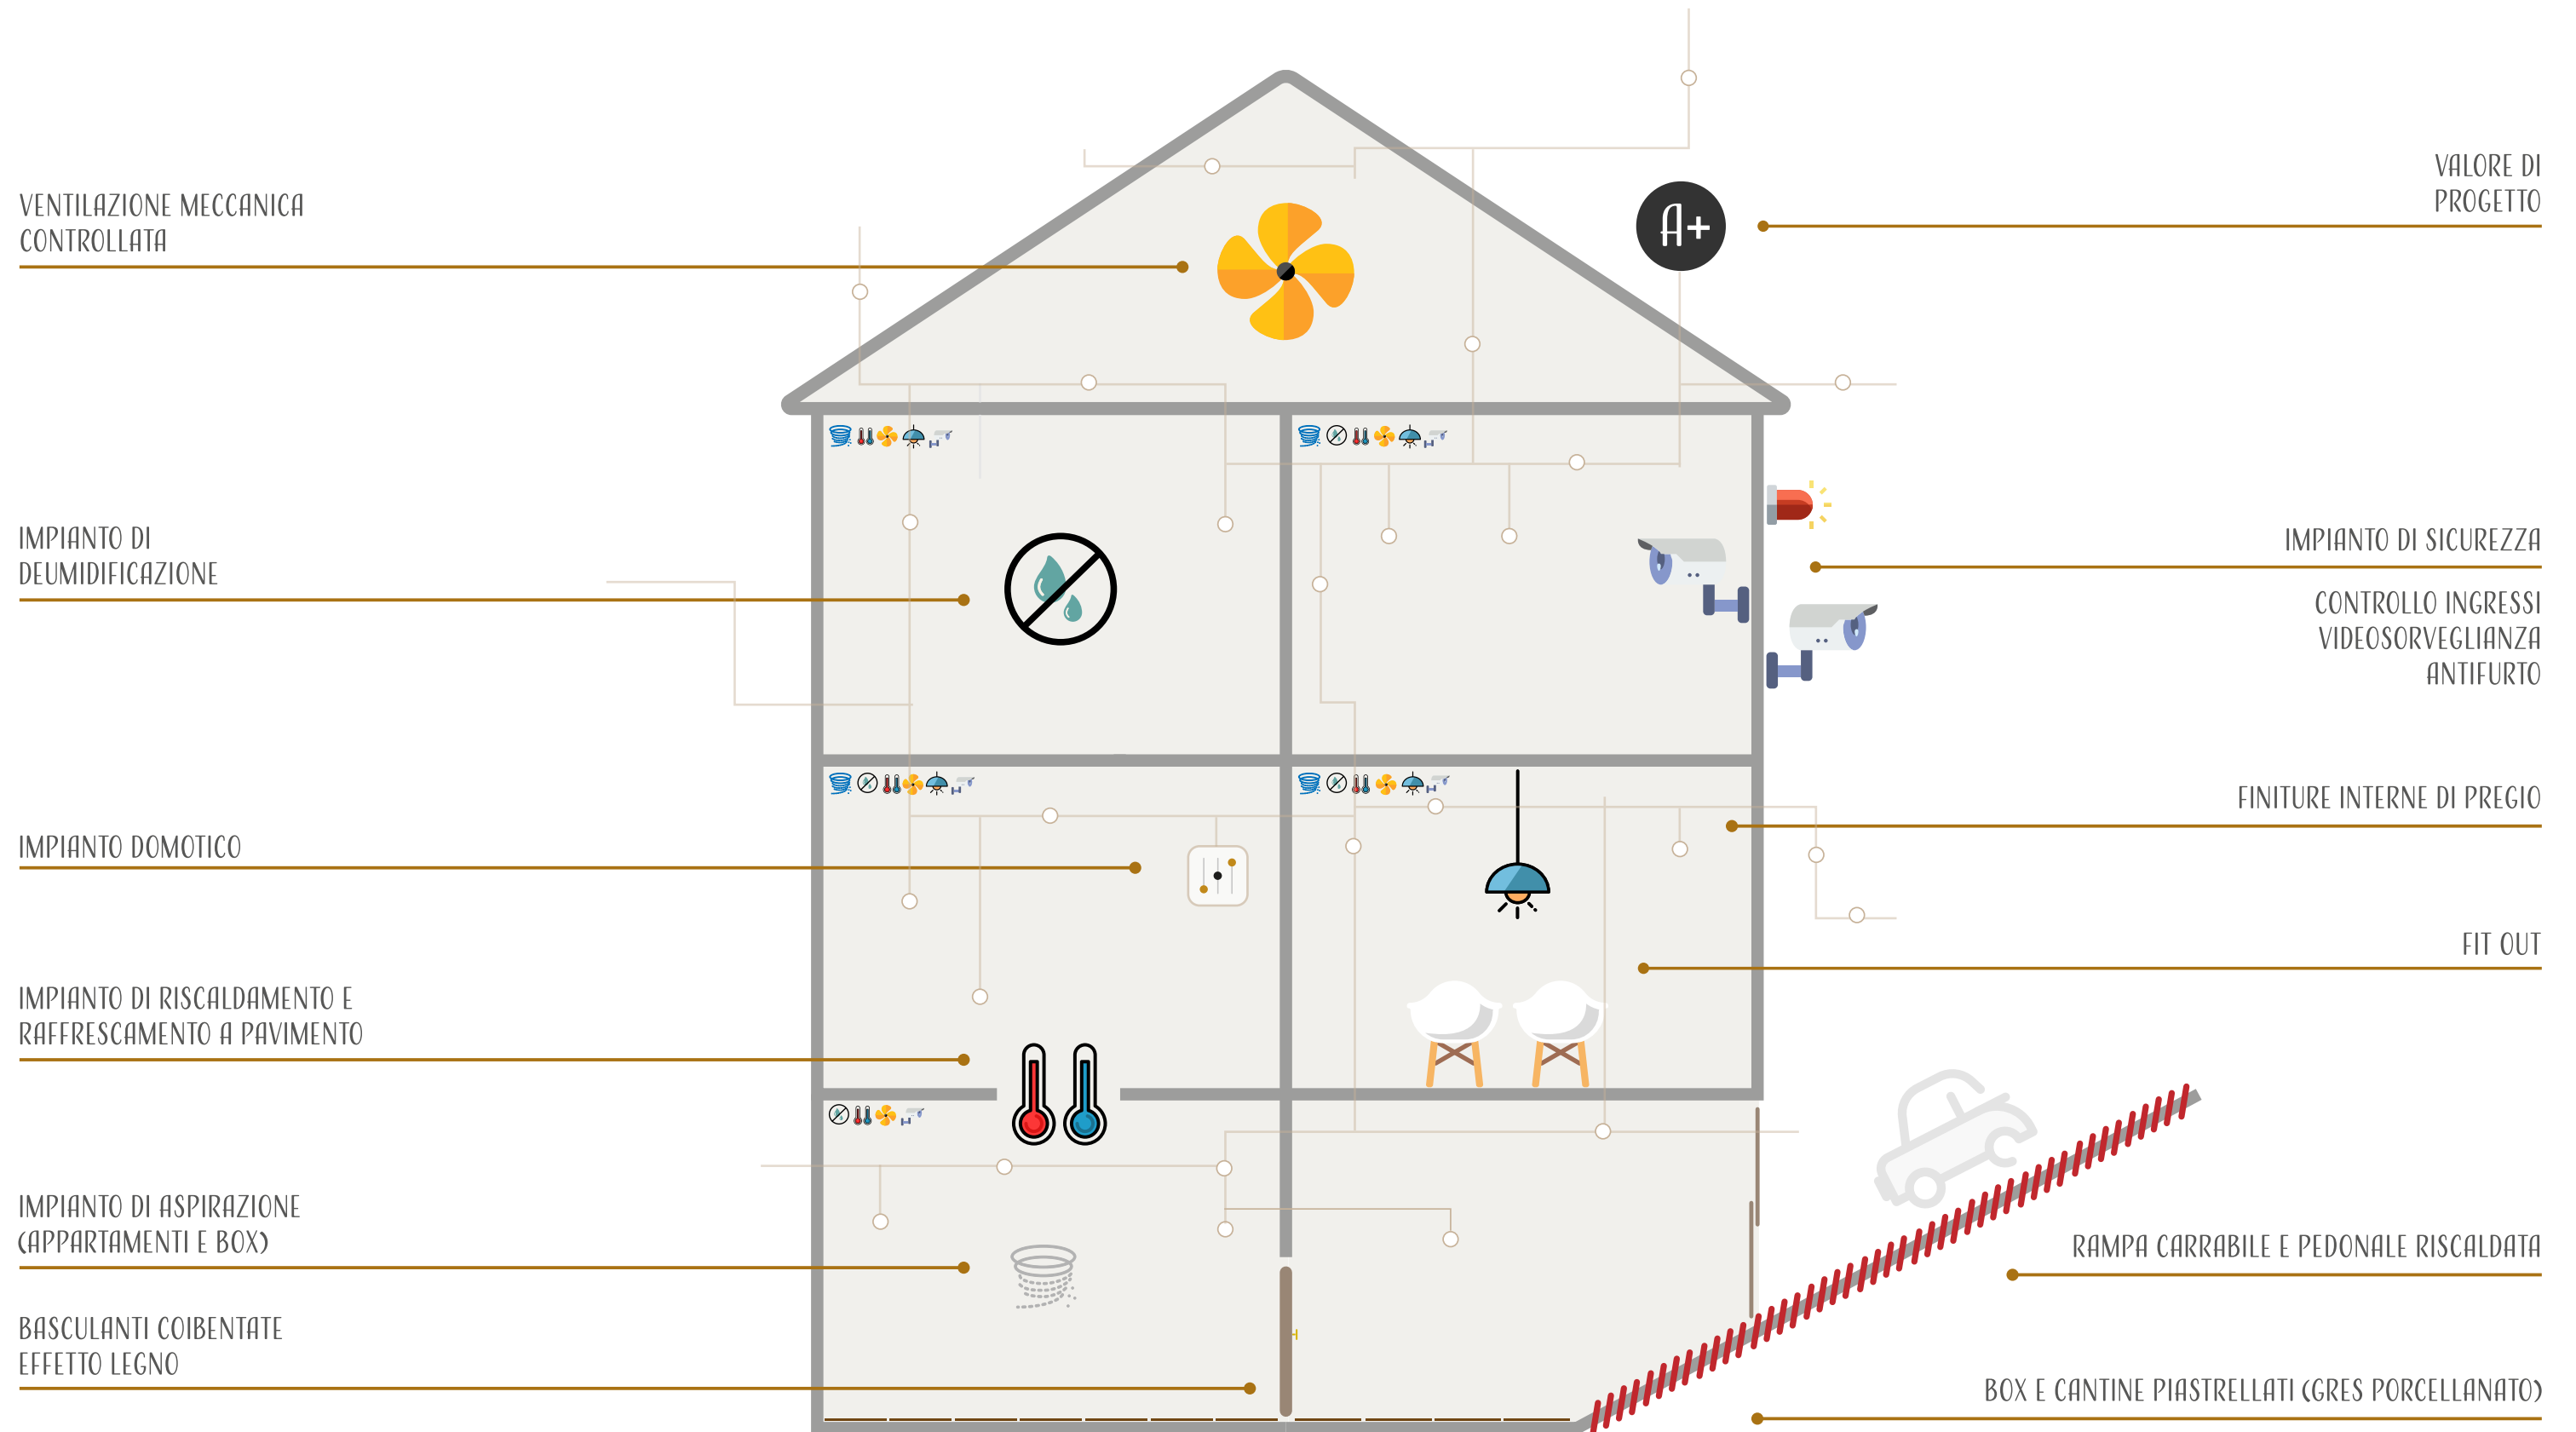 VENTILAZIONE MECCANICA
CONTROLLATA
IMPIANTO DI
DEUMIDIFICAZIONE
IMPIANTO DOMOTICO
IMPIANTO DI RISCALDAMENTO E
RAFFRESCAMENTO A PAVIMENTO
IMPIANTO DI ASPIRAZIONE
(APPARTAMENTI E BOX)
BASCULANTI COIBENTATE
EFFETTO LEGNO
A+
VALORE DI
PROGETTO
IMPIANTO DI SICUREZZA
CONTROLLO INGRESSI
VIDEOSORVEGLIANZA
ANTIFURTO
FINITURE INTERNE DI PREGIO
FIT OUT
RAMPA CARRABILE E PEDONALE RISCALDATA
BOX E CANTINE PIASTRELLATI (GRES PORCELLANATO)